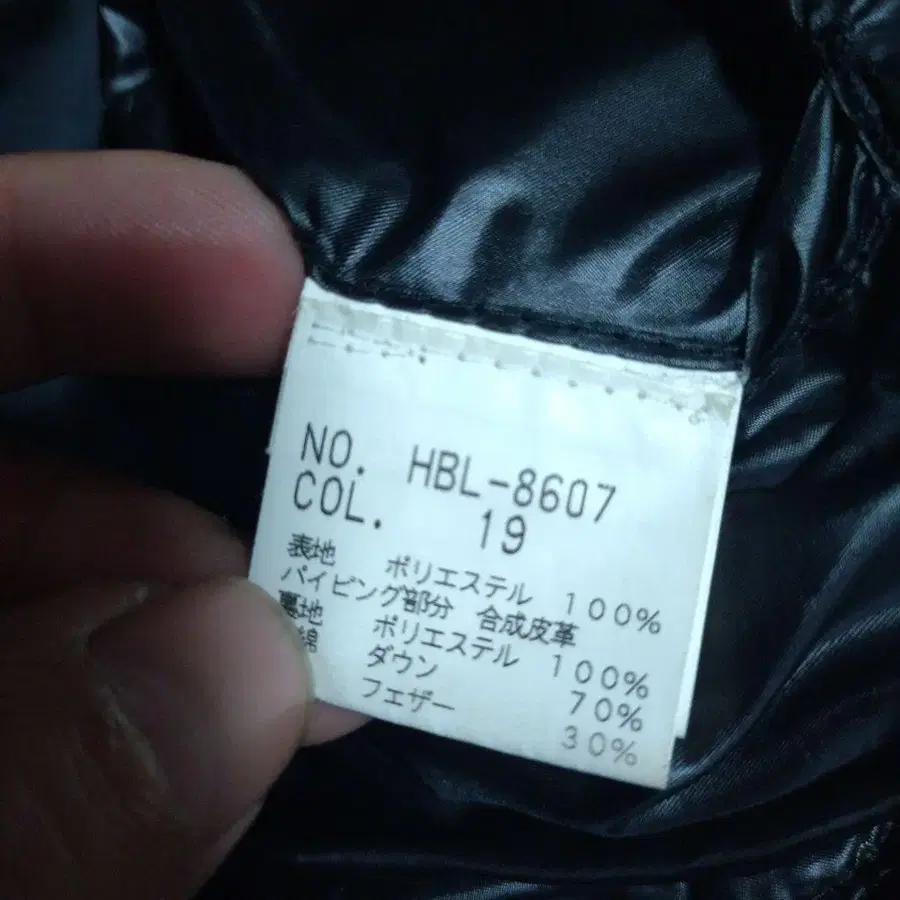 NO. HBL-8607
COL. 19
表地 ポリエステル 100%
パイピング部分 合成皮革
裏地 ポリエステル 100%
綿 ダウン 70%
フェザー 30%